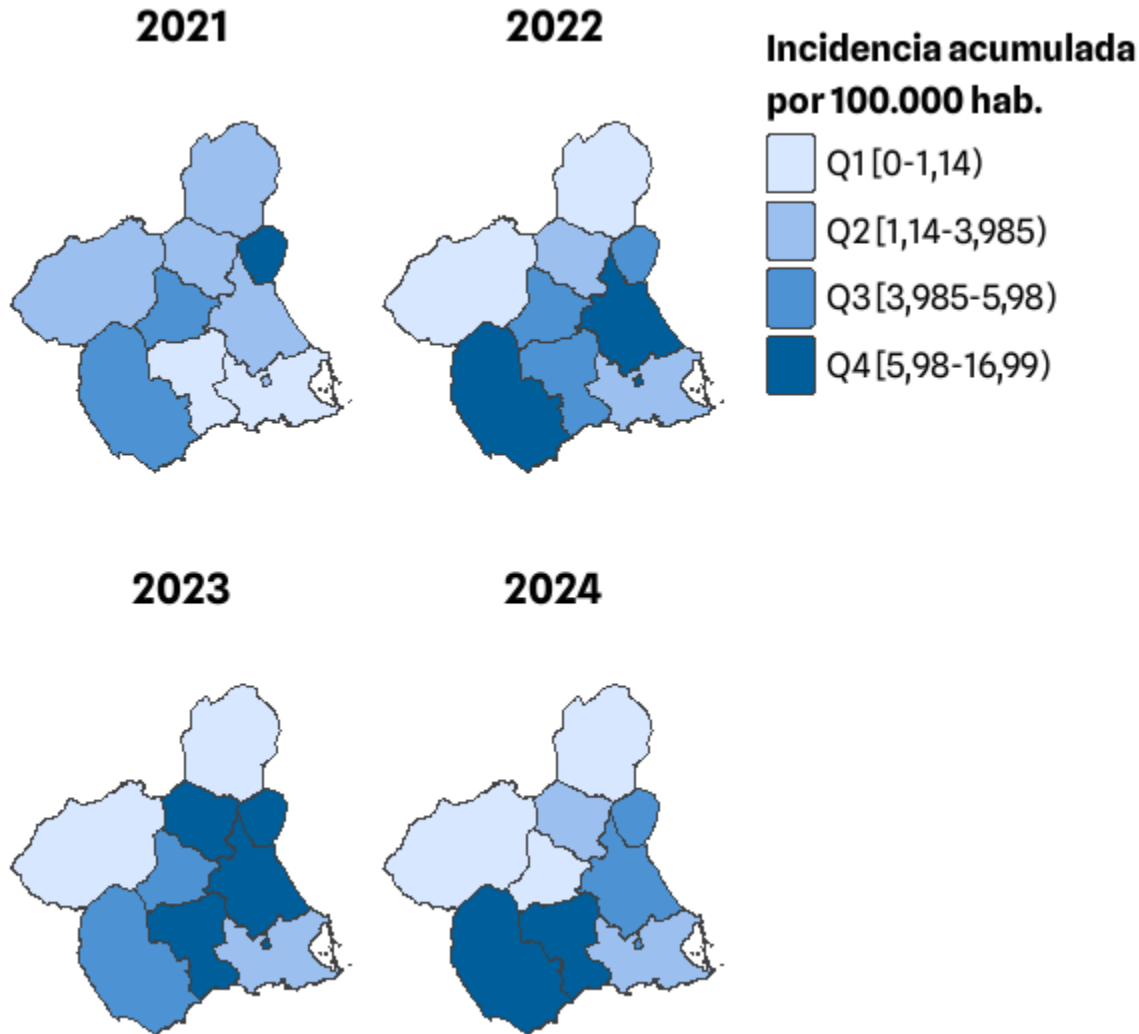 2021
2022
Incidencia acumulada
por 100.000 hab.
Q1 [0-1,14)
Q2 [1,14-3,985)
Q3 [3,985-5,98)
Q4 [5,98-16,99)
2023
2024